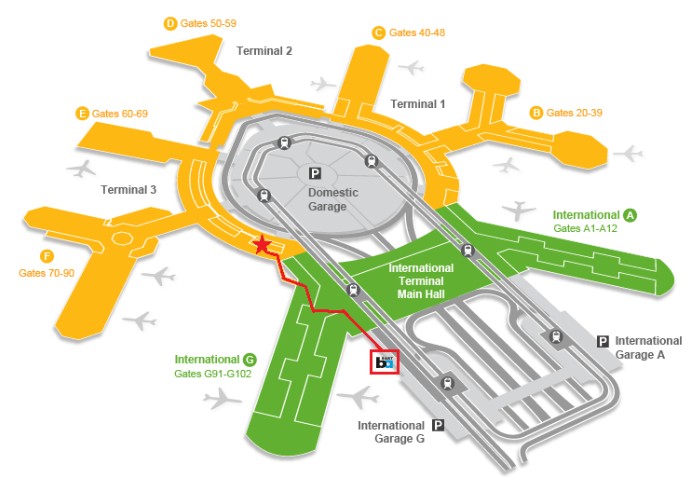 D Gates 50-59
Terminal 2
C Gates 40-48
Terminal 1
B Gates 20-39
E Gates 60-69
Terminal 3
P
Domestic
Garage
International A
Gates A1-A12
F
Gates 70-90
International
Terminal
Main Hall
P International
Garage A
International G
Gates G91-G102
ba
International P
Garage G